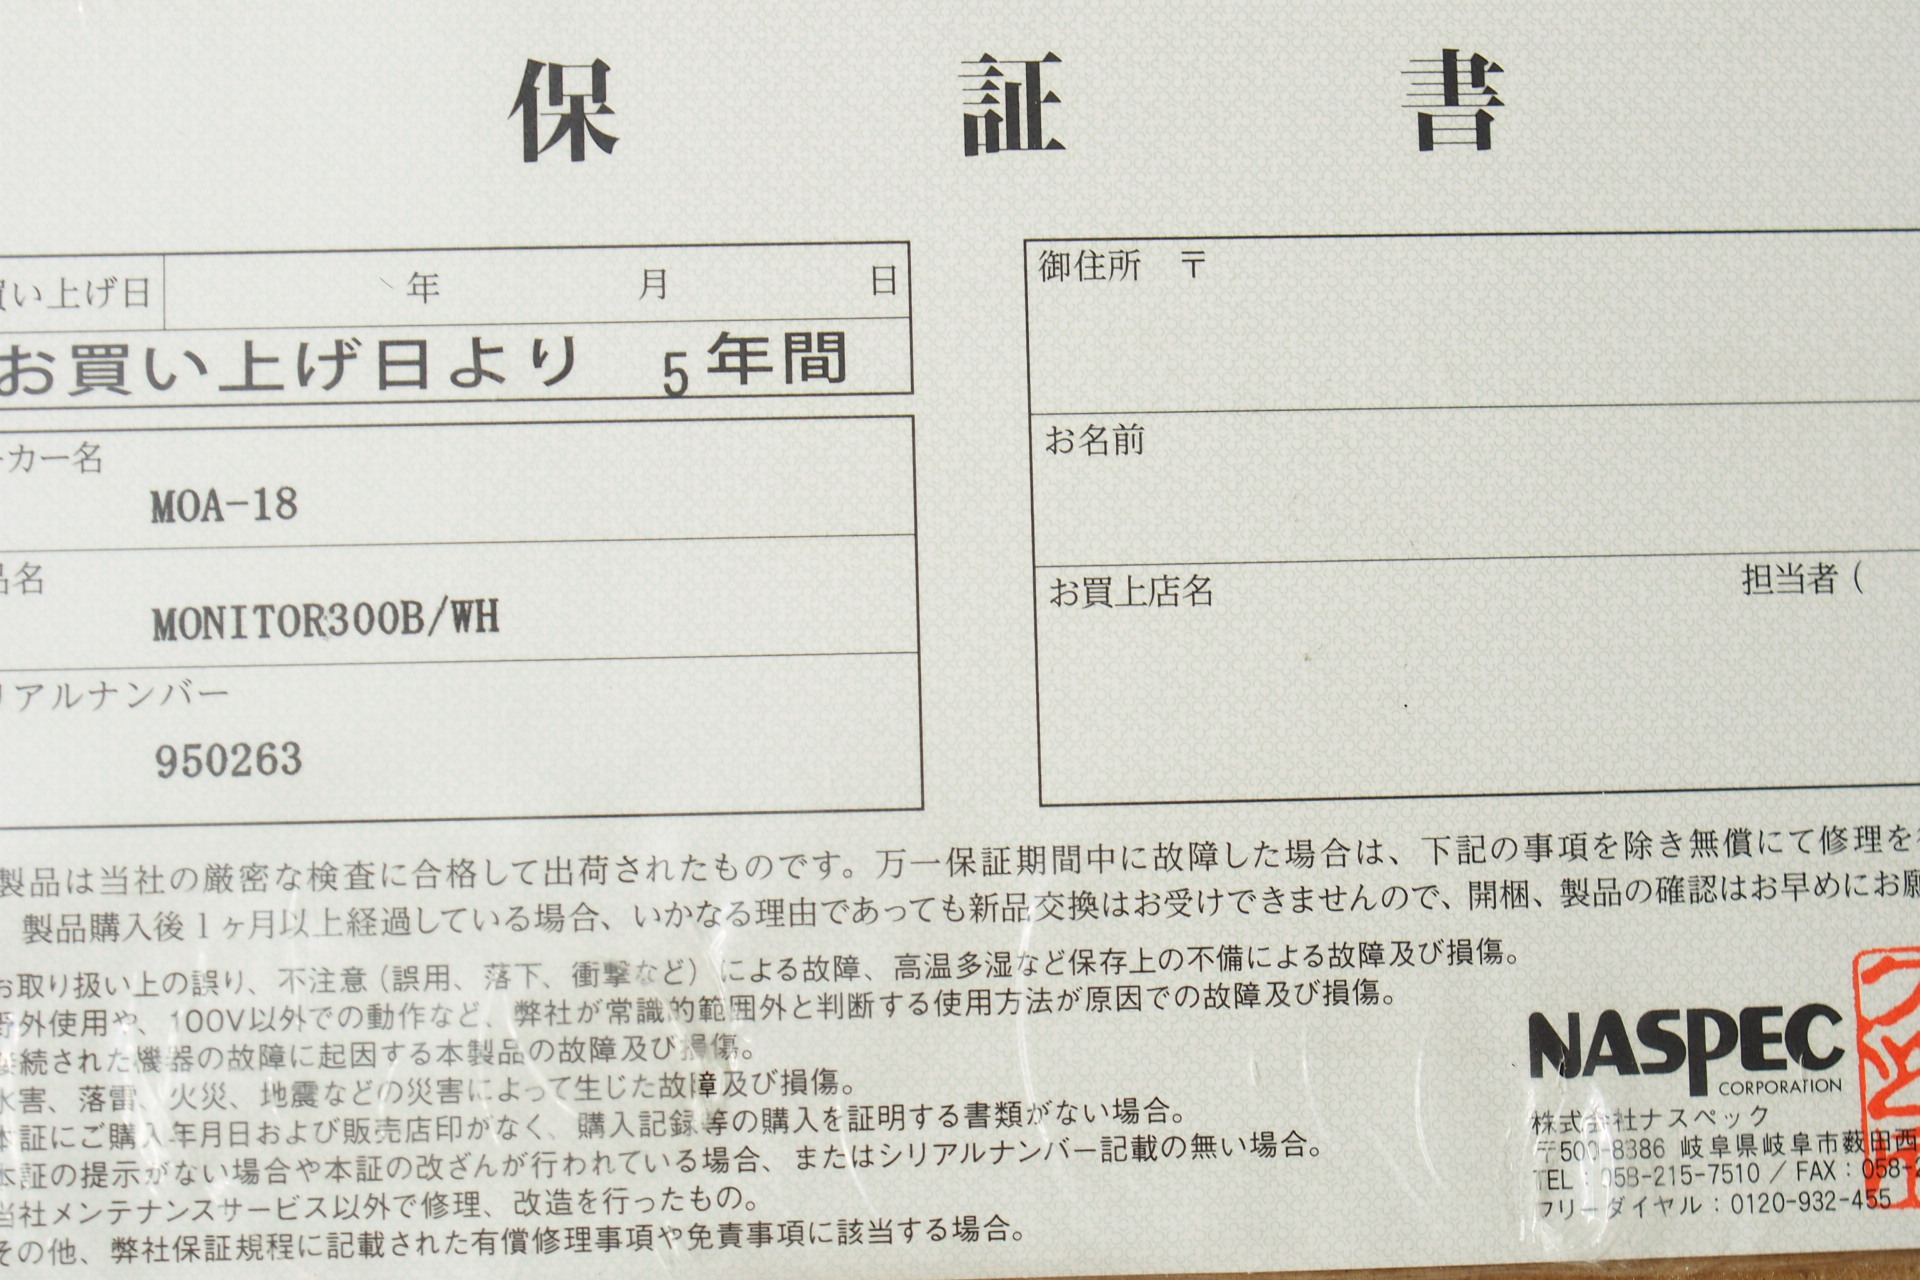 保証書
買い上げ日 年 月 日
お買い上げ日より 5年間
ーカー名
MOA-18
品名
MONITOR300B/WH
リアルナンバー
950263
御住所 〒
お名前
お買上店名 担当者(
製品は当社の厳密な検査に合格して出荷されたものです。万一保証期間中に故障した場合は、下記の事項を除き無償にて修理を
製品購入後1ヶ月以上経過している場合、いかなる理由であっても新品交換はお受けできませんので、開梱、製品の確認はお早めにお願
お取り扱い上の誤り、不注意(誤用、落下、衝撃など)による故障、高温多湿など保存上の不備による故障及び損傷。
野外使用や、100V以外での動作など、弊社が常識的範囲外と判断する使用方法が原因での故障及び損傷。
接続された機器の故障に起因する本製品の故障及び損傷。
水害、落雷、火災、地震などの災害によって生じた故障及び損傷。
本証にご購入年月日および販売店印がなく、購入記録等の購入を証明する書類がない場合。
本証の提示がない場合や本証の改ざんが行われている場合、またはシリアルナンバー記載の無い場合。
当社メンテナンスサービス以外で修理、改造を行ったもの。
その他、弊社保証規程に記載された有償修理事項や免責事項に該当する場合。
NASPEC
CORPORATION
株式会社ナスペック
〒500-8386 岐阜県岐阜市薮田西
TEL:058-215-7510 / FAX:058-2
フリーダイヤル:0120-932-455